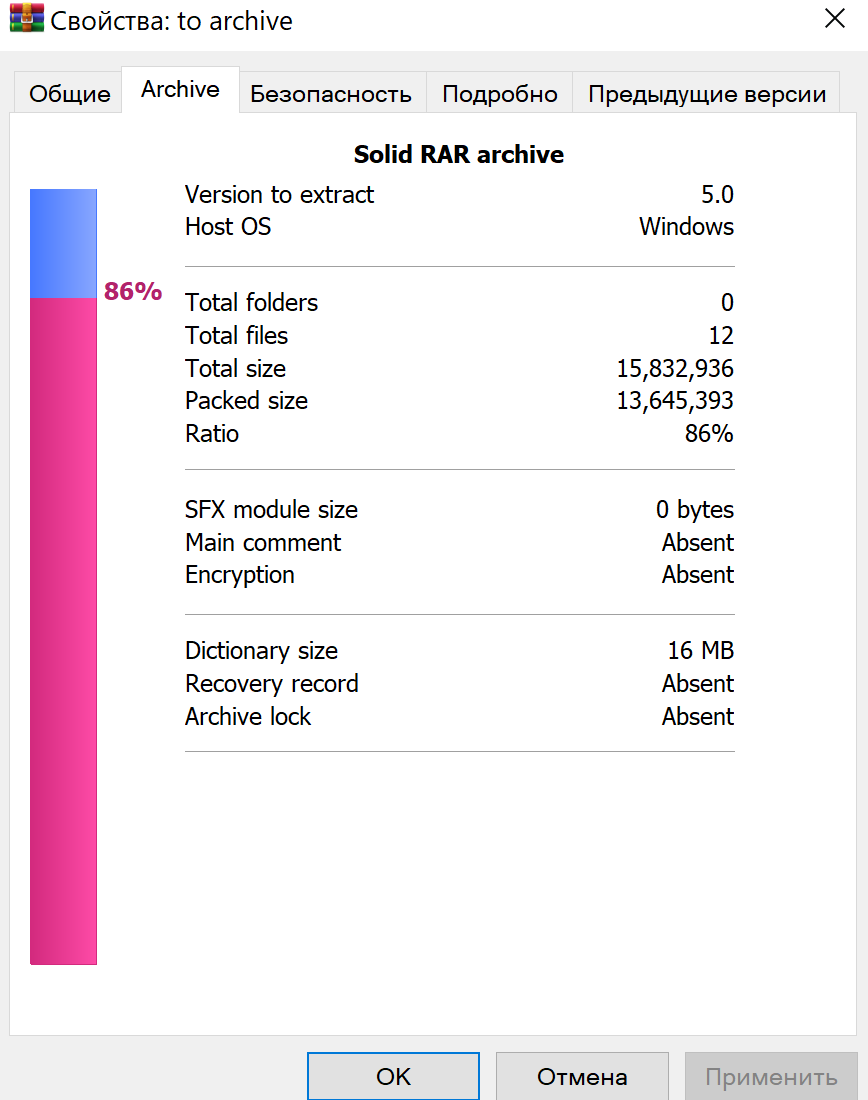 Свойства: to archive
Общие Archive Безопасность Подробно Предыдущие версии
Solid RAR archive
Version to extract 5.0
Host OS Windows
86%
Total folders 0
Total files 12
Total size 15,832,936
Packed size 13,645,393
Ratio 86%
SFX module size 0 bytes
Main comment Absent
Encryption Absent
Dictionary size 16 MB
Recovery record Absent
Archive lock Absent
OK Отмена Применить